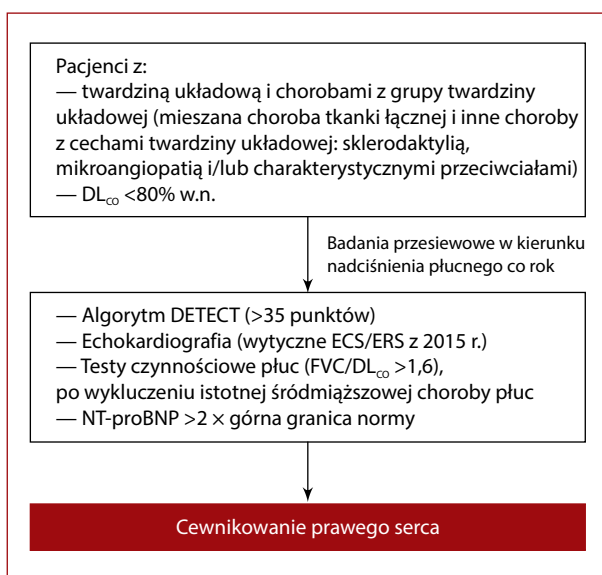 Pacjenci z:
— twardziną układową i chorobami z grupy twardziny
układowej (mieszana choroba tkanki łącznej i inne choroby
z cechami twardziny układowej: sklerodaktylią,
mikroangiopatią i/lub charakterystycznymi przeciwciałami)
— DLco <80% w.n.
Badania przesiewowe w kierunku
nadciśnienia płucnego co rok
— Algorytm DETECT (>35 punktów)
— Echokardiografia (wytyczne ECS/ERS z 2015 r.)
— Testy czynnościowe płuc (FVC/DLco >1,6),
po wykluczeniu istotnej śródmiąższowej choroby płuc
— NT-proBNP >2 × górna granica normy
Cewnikowanie prawego serca